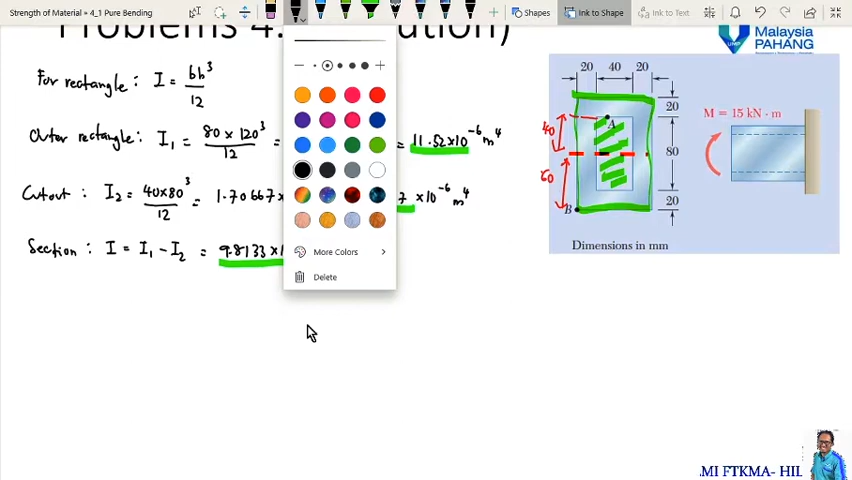 Strength of Material » 4_1 Pure Bending
Shapes
Ink to Shape
Ink to Text
Malaysia
PAHANG
For rectangle : I = bh³/12
Outer rectangle : I₁ = 80 × 120³/12 = = 11.52×10⁻⁶ m⁴
Cutout : I₂ = 40×80³/12 = 1.70667× 7 ×10⁻⁶ m⁴
Section : I = I₁ - I₂ = 9.8133×1
More Colors
Delete
20 40 20
20
80
20
A
B
40
60
M = 15 kN · m
Dimensions in mm
MI FTKMA- HIL